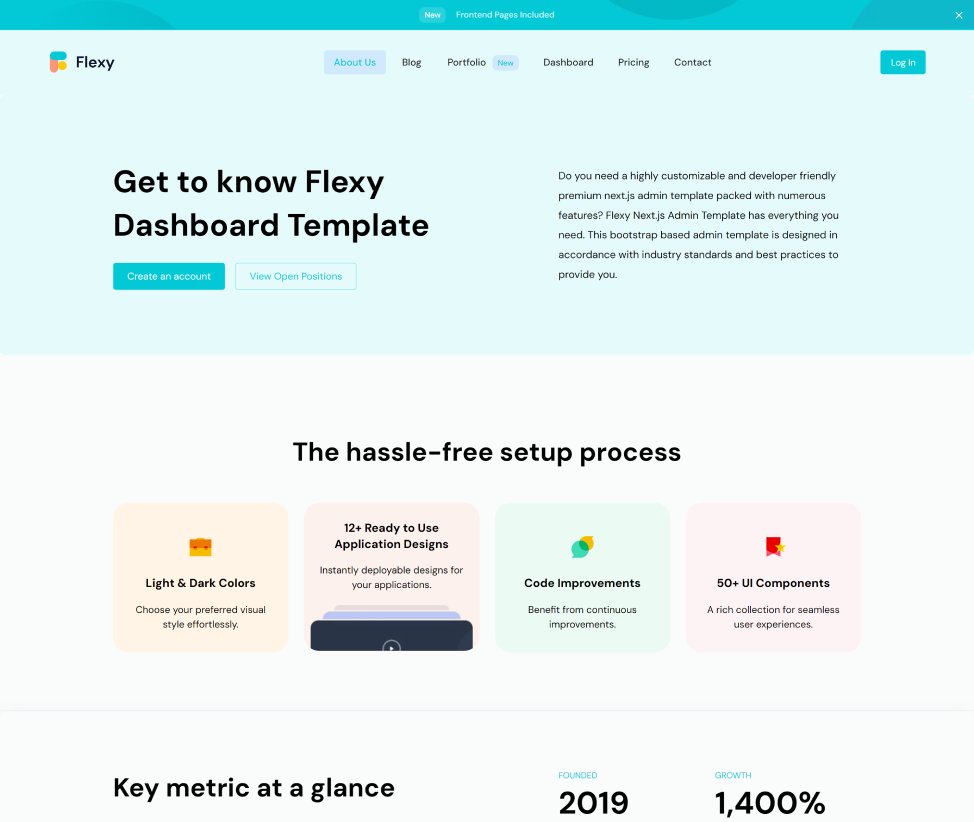 New Frontend Pages Included
Flexy
About Us Blog Portfolio New Dashboard Pricing Contact Log In
Get to know Flexy
Dashboard Template
Create an account View Open Positions
Do you need a highly customizable and developer friendly
premium next.js admin template packed with numerous
features? Flexy Next.js Admin Template has everything you
need. This bootstrap based admin template is designed in
accordance with industry standards and best practices to
provide you.
The hassle-free setup process
Light & Dark Colors
Choose your preferred visual
style effortlessly.
12+ Ready to Use
Application Designs
Instantly deployable designs for
your applications.
Code Improvements
Benefit from continuous
improvements.
50+ UI Components
A rich collection for seamless
user experiences.
Key metric at a glance
FOUNDED
2019
GROWTH
1,400%